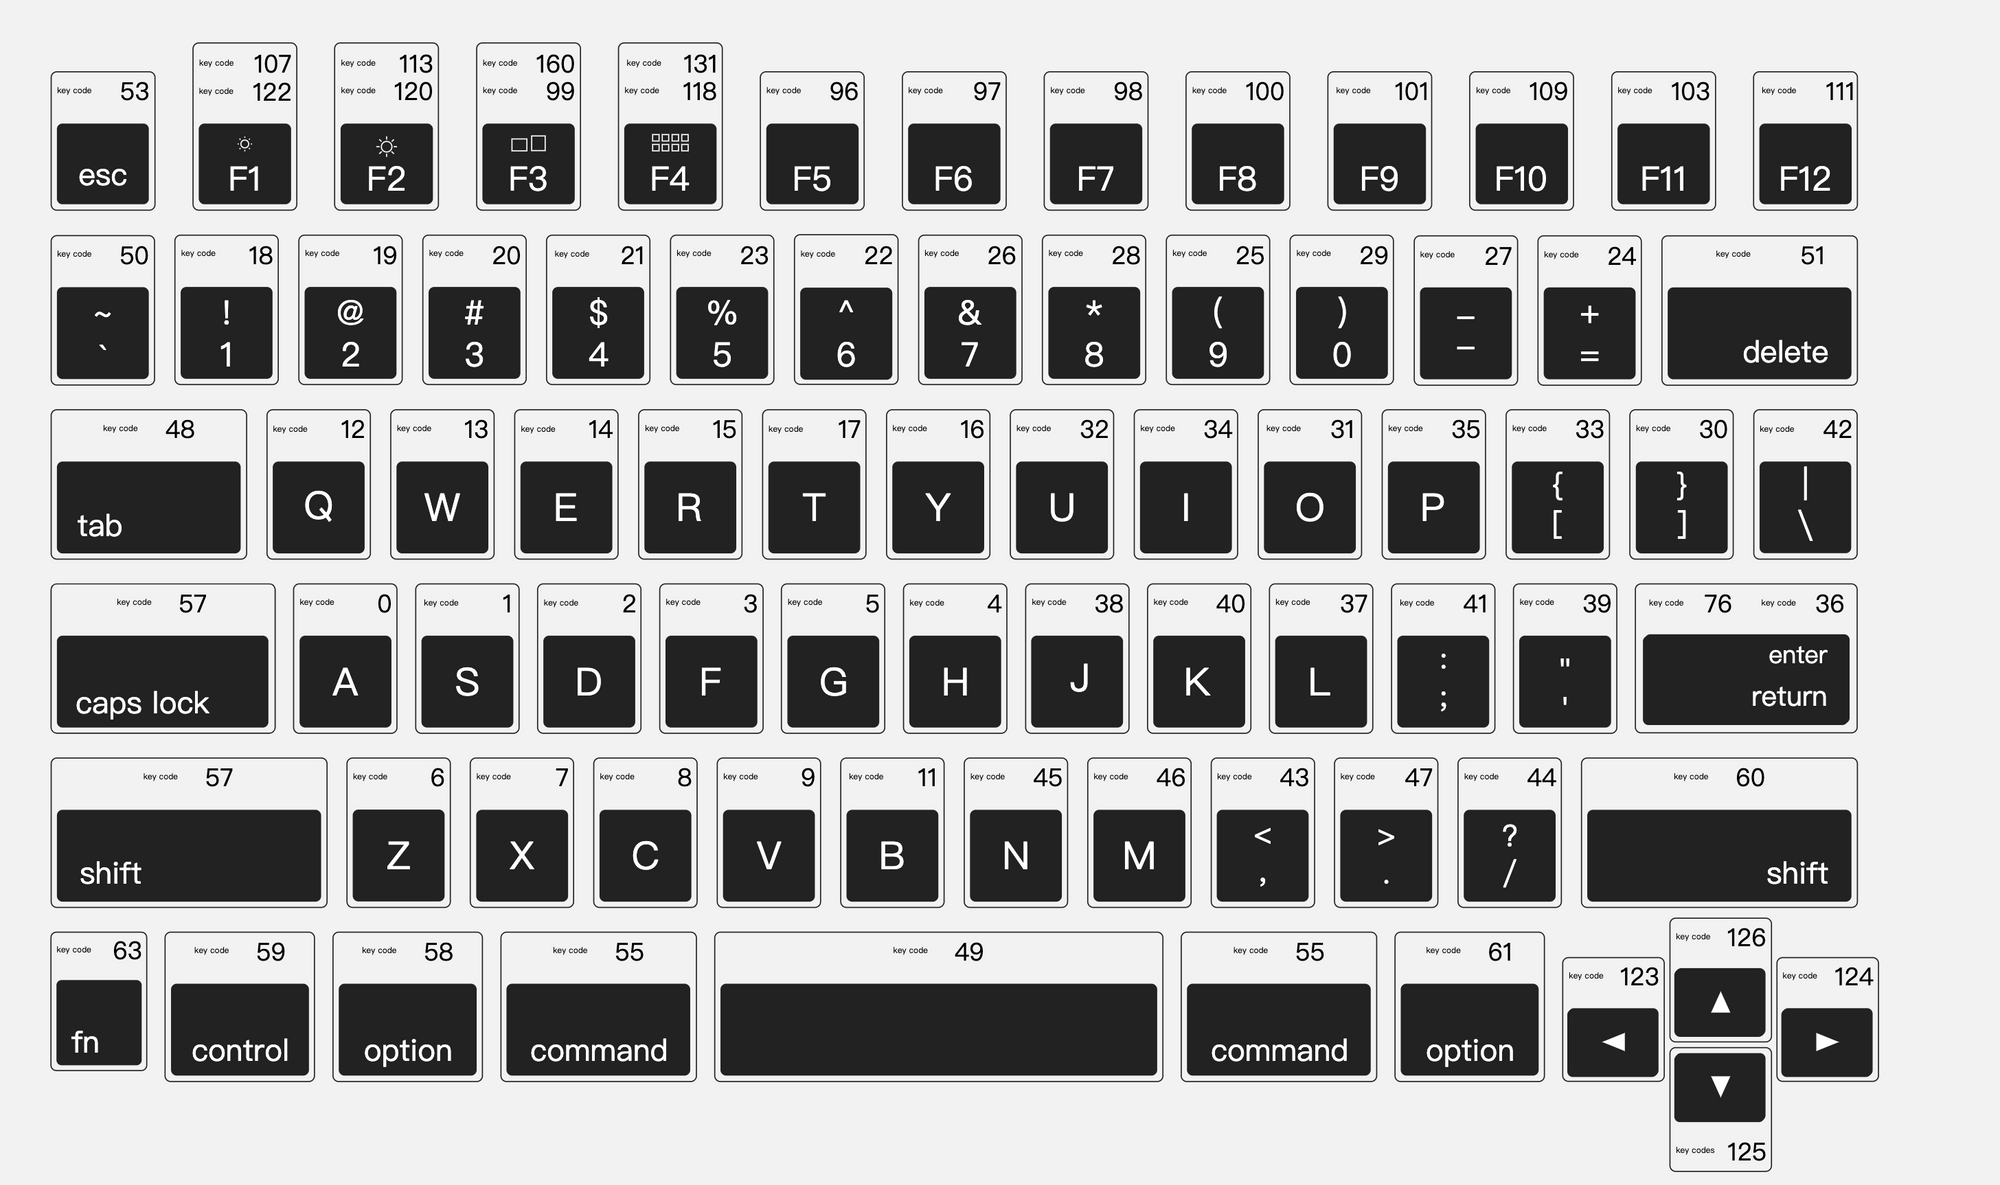 key code 53
key code 107
key code 122
key code 113
key code 120
key code 160
key code 99
key code 131
key code 118
key code 96
key code 97
key code 98
key code 100
key code 101
key code 109
key code 103
key code 111
esc
F1
F2
F3
F4
F5
F6
F7
F8
F9
F10
F11
F12
key code 50
key code 18
key code 19
key code 20
key code 21
key code 23
key code 22
key code 26
key code 28
key code 25
key code 29
key code 27
key code 24
key code 51
~
`
!
1
@
2
#
3
$
4
%
5
^
6
&
7
*
8
(
9
)
0
–
–
+
=
delete
key code 48
key code 12
key code 13
key code 14
key code 15
key code 17
key code 16
key code 32
key code 34
key code 31
key code 35
key code 33
key code 30
key code 42
tab
Q
W
E
R
T
Y
U
I
O
P
{
[
}
]
|
\
key code 57
key code 0
key code 1
key code 2
key code 3
key code 5
key code 4
key code 38
key code 40
key code 37
key code 41
key code 39
key code 76 key code 36
caps lock
A
S
D
F
G
H
J
K
L
:
;
"
'
enter
return
key code 57
key code 6
key code 7
key code 8
key code 9
key code 11
key code 45
key code 46
key code 43
key code 47
key code 44
key code 60
shift
Z
X
C
V
B
N
M
<
,
>
.
?
/
shift
key code 63
key code 59
key code 58
key code 55
key code 49
key code 55
key code 61
key code 123
key code 126
key code 124
fn
control
option
command
command
option
key codes 125